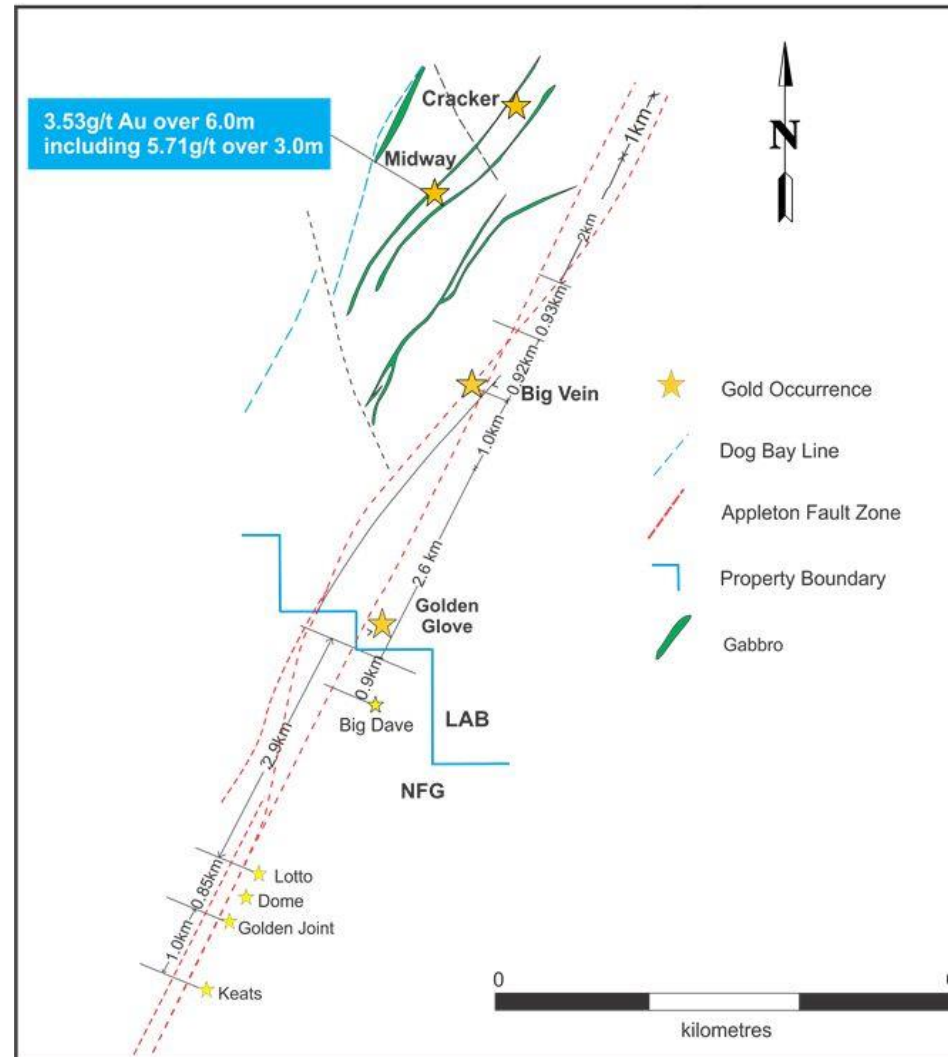 3.53g/t Au over 6.0m
including 5.71g/t over 3.0m
Cracker
Midway
N
1km
2km
0.93km
0.92km
Big Vein
1.0km
2.6 km
Golden
Glove
0.9km
Big Dave
LAB
NFG
2.9km
Lotto
0.85km
Dome
Golden Joint
1.0km
Keats
Gold Occurrence
Dog Bay Line
Appleton Fault Zone
Property Boundary
Gabbro
0
kilometres